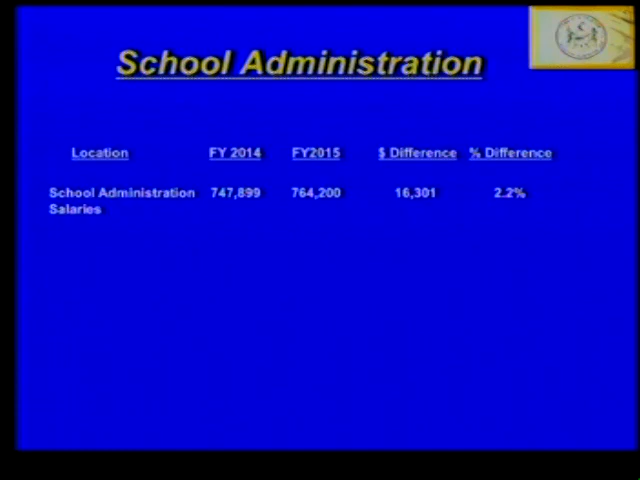 School Administration
Location FY 2014 FY2015 $ Difference % Difference
School Administration 747,899 764,200 16,301 2.2%
Salaries